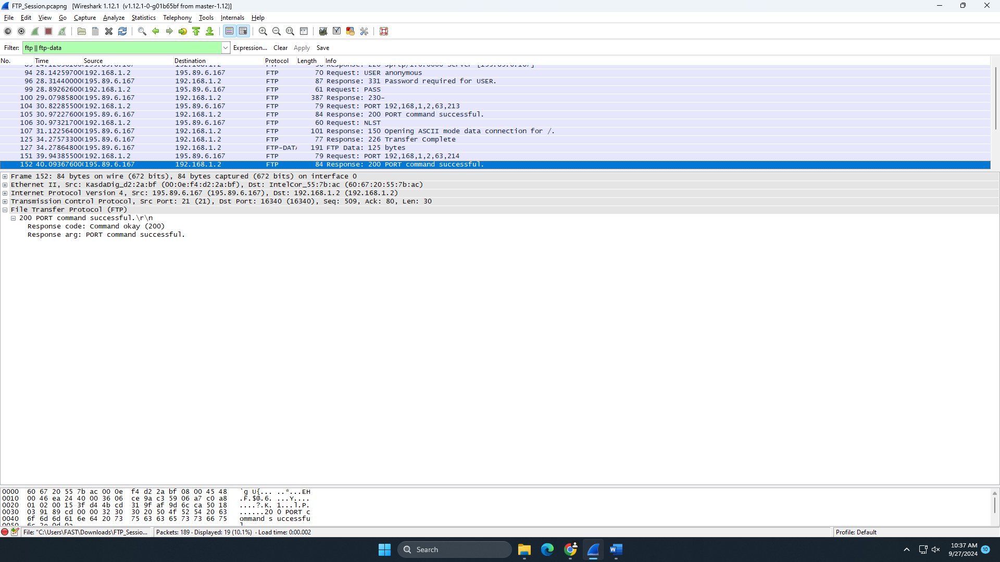 FTP_Session.pcapng [Wireshark 1.12.1 (v1.12.1-0-g01b65bf from master-1.12)]
File Edit View Go Capture Analyze Statistics Telephony Tools Internals Help
Filter: ftp || ftp-data Expression... Clear Apply Save
No. Time Source Destination Protocol Length Info
94 28.142597000 192.168.1.2 195.89.6.167 FTP 70 Request: USER anonymous
96 28.314400000 195.89.6.167 192.168.1.2 FTP 87 Response: 331 Password required for USER.
99 28.892626000 192.168.1.2 195.89.6.167 FTP 61 Request: PASS
100 29.079858000 195.89.6.167 192.168.1.2 FTP 387 Response: 230-
104 30.822855000 192.168.1.2 195.89.6.167 FTP 79 Request: PORT 192,168,1,2,63,213
105 30.972276000 195.89.6.167 192.168.1.2 FTP 84 Response: 200 PORT command successful.
106 30.973217000 192.168.1.2 195.89.6.167 FTP 60 Request: NLST
107 31.122564000 195.89.6.167 192.168.1.2 FTP 101 Response: 150 Opening ASCII mode data connection for /.
125 34.275733000 195.89.6.167 192.168.1.2 FTP 77 Response: 226 Transfer Complete
127 34.278648000 195.89.6.167 192.168.1.2 FTP-DATA 191 FTP Data: 125 bytes
151 39.943855000 192.168.1.2 195.89.6.167 FTP 79 Request: PORT 192,168,1,2,63,214
152 40.093676000 195.89.6.167 192.168.1.2 FTP 84 Response: 200 PORT command successful.
Frame 152: 84 bytes on wire (672 bits), 84 bytes captured (672 bits) on interface 0
Ethernet II, Src: KasdaDig_d2:2a:bf (00:0e:f4:d2:2a:bf), Dst: IntelCor_55:7b:ac (60:67:20:55:7b:ac)
Internet Protocol Version 4, Src: 195.89.6.167 (195.89.6.167), Dst: 192.168.1.2 (192.168.1.2)
Transmission Control Protocol, Src Port: 21 (21), Dst Port: 16340 (16340), Seq: 509, Ack: 80, Len: 30
File Transfer Protocol (FTP)
200 PORT command successful.\r\n
Response code: Command okay (200)
Response arg: PORT command successful.
0000 60 67 20 55 7b ac 00 0e f4 d2 2a bf 08 00 45 48 `g U{... ..*...EH
0010 00 46 ea 24 40 00 36 06 ce 9a c3 59 06 a7 c0 a8 .F.$@.6. ...Y....
0020 01 02 00 15 3f d4 4b cd 31 9f af 9d 6c ca 50 18 ....?.K. 1...l.P.
0030 03 91 89 cd 00 00 32 30 30 20 50 4f 52 54 20 63 ......20 0 PORT c
0040 6f 6d 6d 61 6e 64 20 73 75 63 63 65 73 73 66 75 ommand s uccessfu
File: "C:\Users\FAST\Downloads\FTP_Sessio... Packets: 189 · Displayed: 19 (10.1%) · Load time: 0:00.002 Profile: Default
Search
10:37 AM
9/27/2024
10